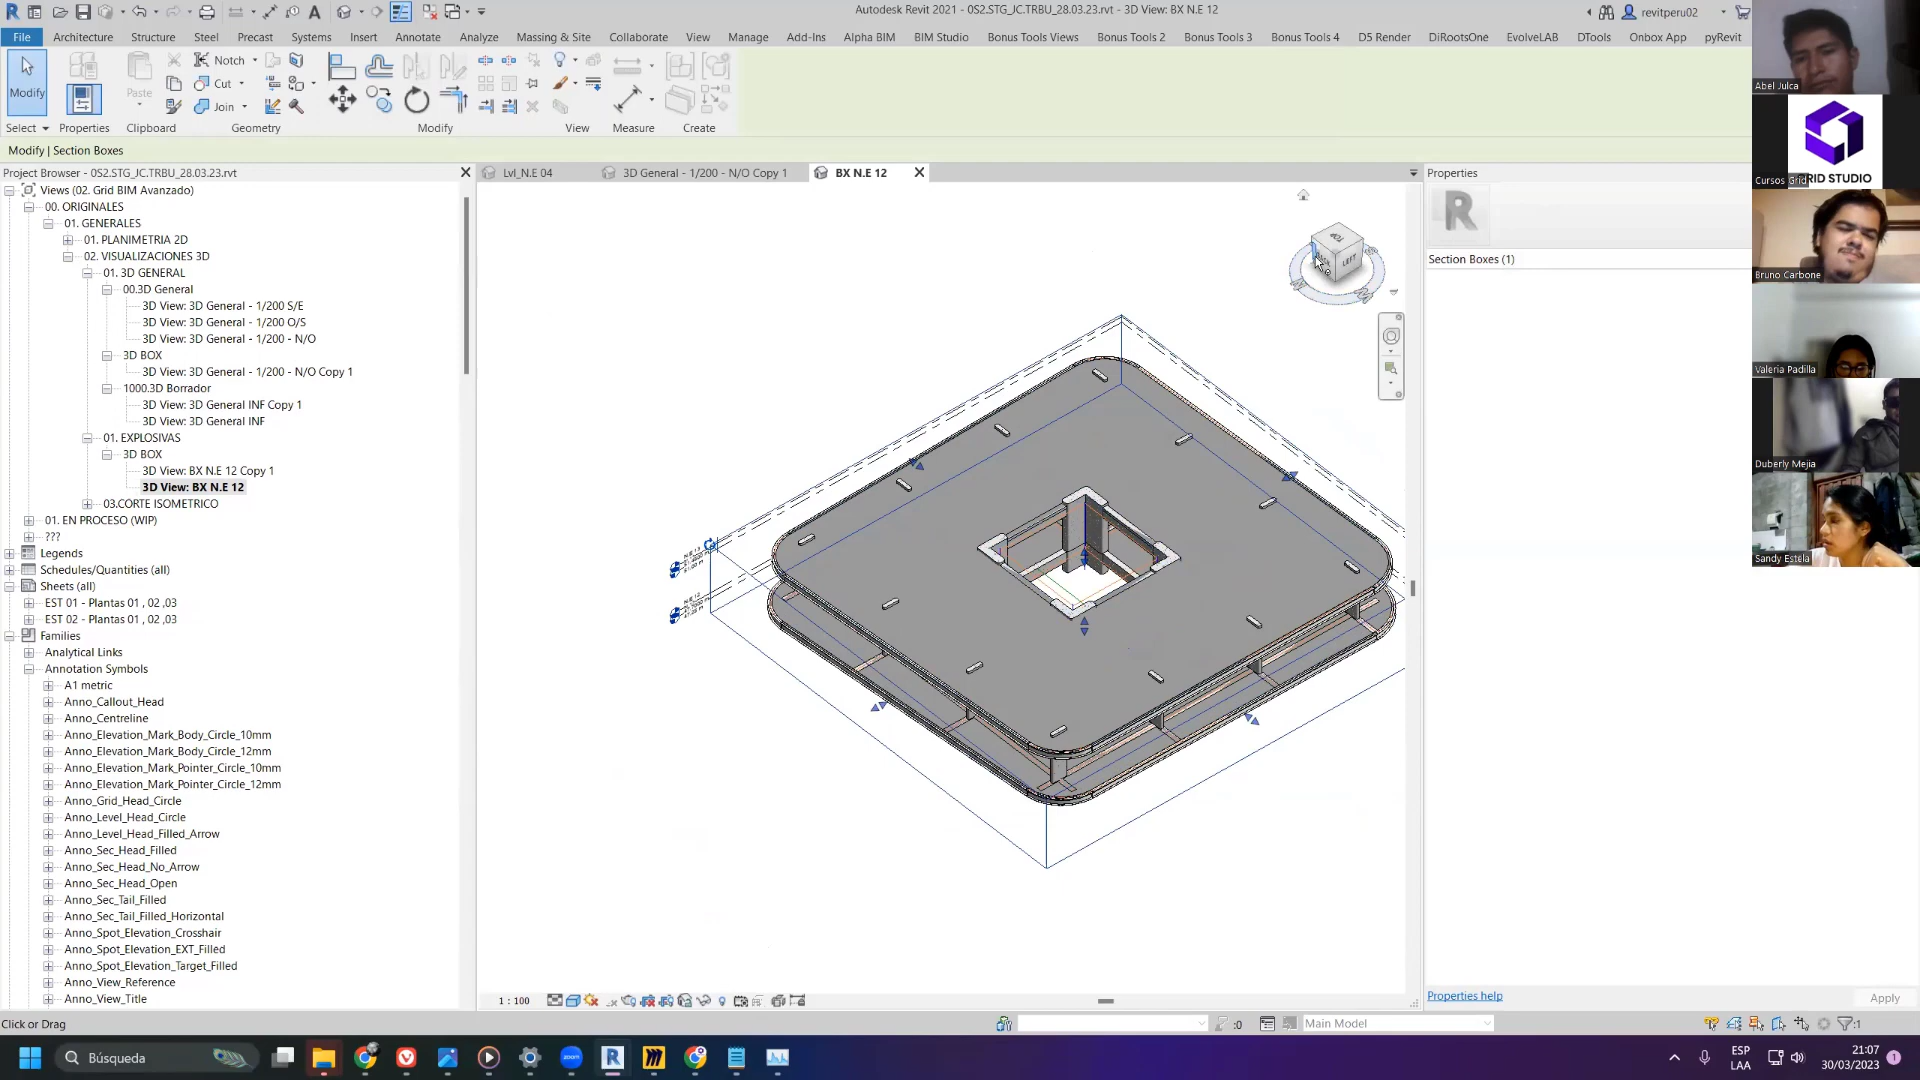 Autodesk Revit 2021 - 0S2.STG_JC.TRBU_28.03.23.rvt - 3D View: BX N.E 12
revitperu02
File Architecture Structure Steel Precast Systems Insert Annotate Analyze Massing & Site Collaborate View Manage Add-Ins Alpha BIM BIM Studio Bonus Tools Views Bonus Tools 2 Bonus Tools 3 Bonus Tools 4 D5 Render DiRootsOne EvolveLAB DTools Onbox App pyRevit
Modify
Paste
Notch
Cut
Join
Select Properties Clipboard Geometry Modify View Measure Create
Modify | Section Boxes
Project Browser - 0S2.STG_JC.TRBU_28.03.23.rvt
Views (02. Grid BIM Avanzado)
00. ORIGINALES
01. GENERALES
01. PLANIMETRIA 2D
02. VISUALIZACIONES 3D
01. 3D GENERAL
00.3D General
3D View: 3D General - 1/200 S/E
3D View: 3D General - 1/200 O/S
3D View: 3D General - 1/200 - N/O
3D BOX
3D View: 3D General - 1/200 - N/O Copy 1
1000.3D Borrador
3D View: 3D General INF Copy 1
3D View: 3D General INF
01. EXPLOSIVAS
3D BOX
3D View: BX N.E 12 Copy 1
3D View: BX N.E 12
03.CORTE ISOMETRICO
01. EN PROCESO (WIP)
???
Legends
Schedules/Quantities (all)
Sheets (all)
EST 01 - Plantas 01 , 02 ,03
EST 02 - Plantas 01 , 02 ,03
Families
Analytical Links
Annotation Symbols
A1 metric
Anno_Callout_Head
Anno_Centreline
Anno_Elevation_Mark_Body_Circle_10mm
Anno_Elevation_Mark_Body_Circle_12mm
Anno_Elevation_Mark_Pointer_Circle_10mm
Anno_Elevation_Mark_Pointer_Circle_12mm
Anno_Grid_Head_Circle
Anno_Level_Head_Circle
Anno_Level_Head_Filled_Arrow
Anno_Sec_Head_Filled
Anno_Sec_Head_No_Arrow
Anno_Sec_Head_Open
Anno_Sec_Tail_Filled
Anno_Sec_Tail_Filled_Horizontal
Anno_Spot_Elevation_Crosshair
Anno_Spot_Elevation_EXT_Filled
Anno_Spot_Elevation_Target_Filled
Anno_View_Reference
Anno_View_Title
Lvl_N.E 04
3D General - 1/200 - N/O Copy 1
BX N.E 12
TOP
BACK
LEFT
1 : 100
Properties
Section Boxes (1)
Properties help
Apply
Abel Julca
GRID STUDIO
Cursos Grid
Bruno Carbone
Valeria Padilla
Duberly Mejia
Sandy Estela
Click or Drag
:0
Main Model
:1
Búsqueda
ESP
LAA
21:07
30/03/2023
1